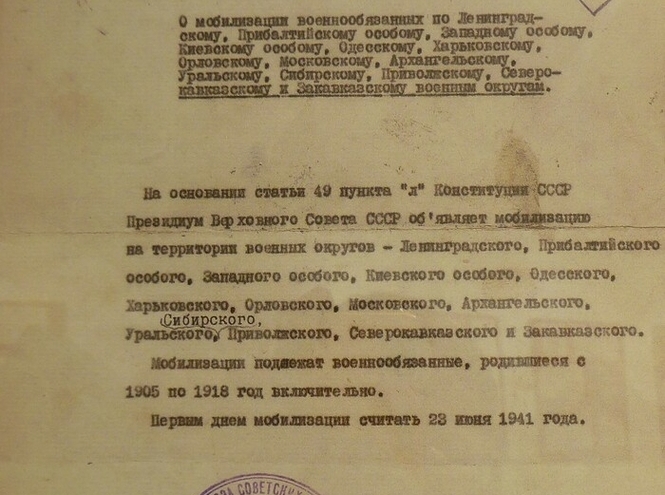 О мобилизации военнообязанных по Ленинград-
скому, Прибалтийскому особому, Западному особому,
Киевскому особому, Одесскому, Харьковскому,
Орловскому, Московскому, Архангельскому,
Уральскому, Сибирскому, Приволжскому, Северо-
кавказскому и Закавказскому военным округам.
На основании статьи 49 пункта "л" Конституции СССР
Президиум Верховного Совета СССР об'являет мобилизацию
на территории военных округов – Ленинградского, Прибалтийского
особого, Западного особого, Киевского особого, Одесского,
Харьковского, Орловского, Московского, Архангельского,
Сибирского,
Уральского, Приволжского, Северокавказского и Закавказского.
Мобилизации подлежат военнообязанные, родившиеся с
1905 по 1918 год включительно.
Первым днем мобилизации считать 23 июня 1941 года.
СОВЕТСКИХ